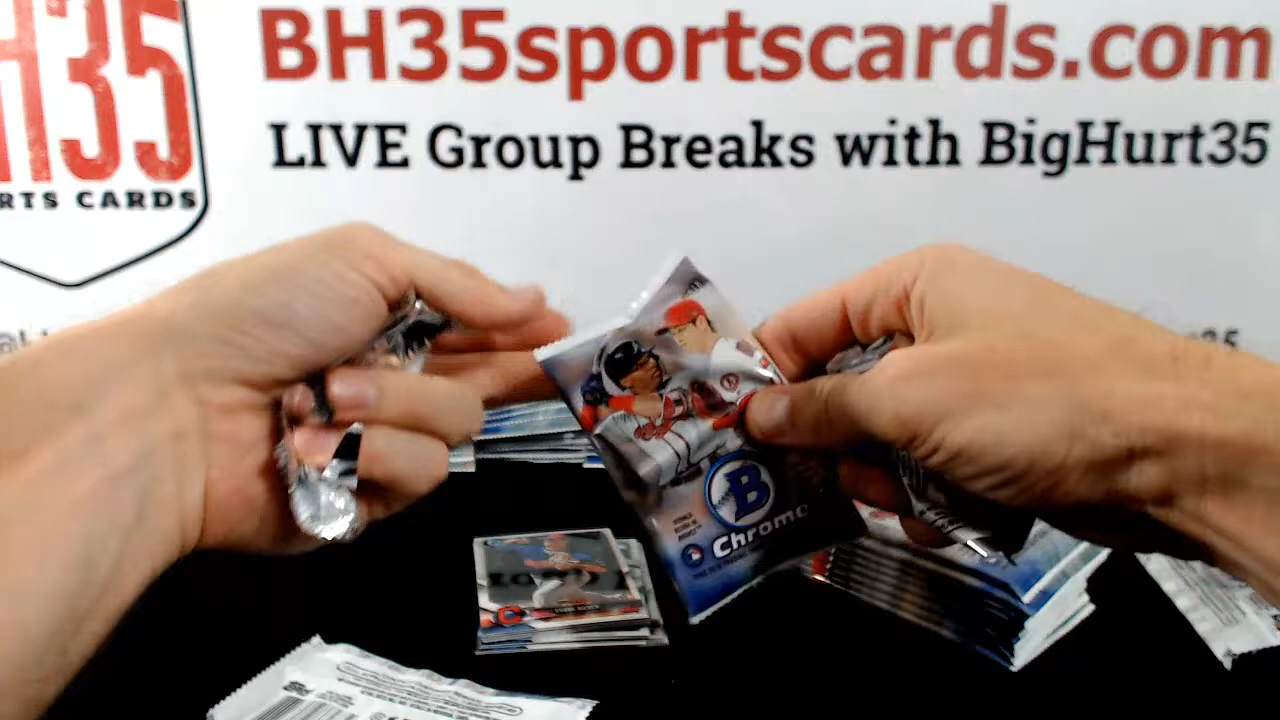 H35
RTS CARDS
BH35sportscards.com
LIVE Group Breaks with BigHurt35
B
Chrome
C